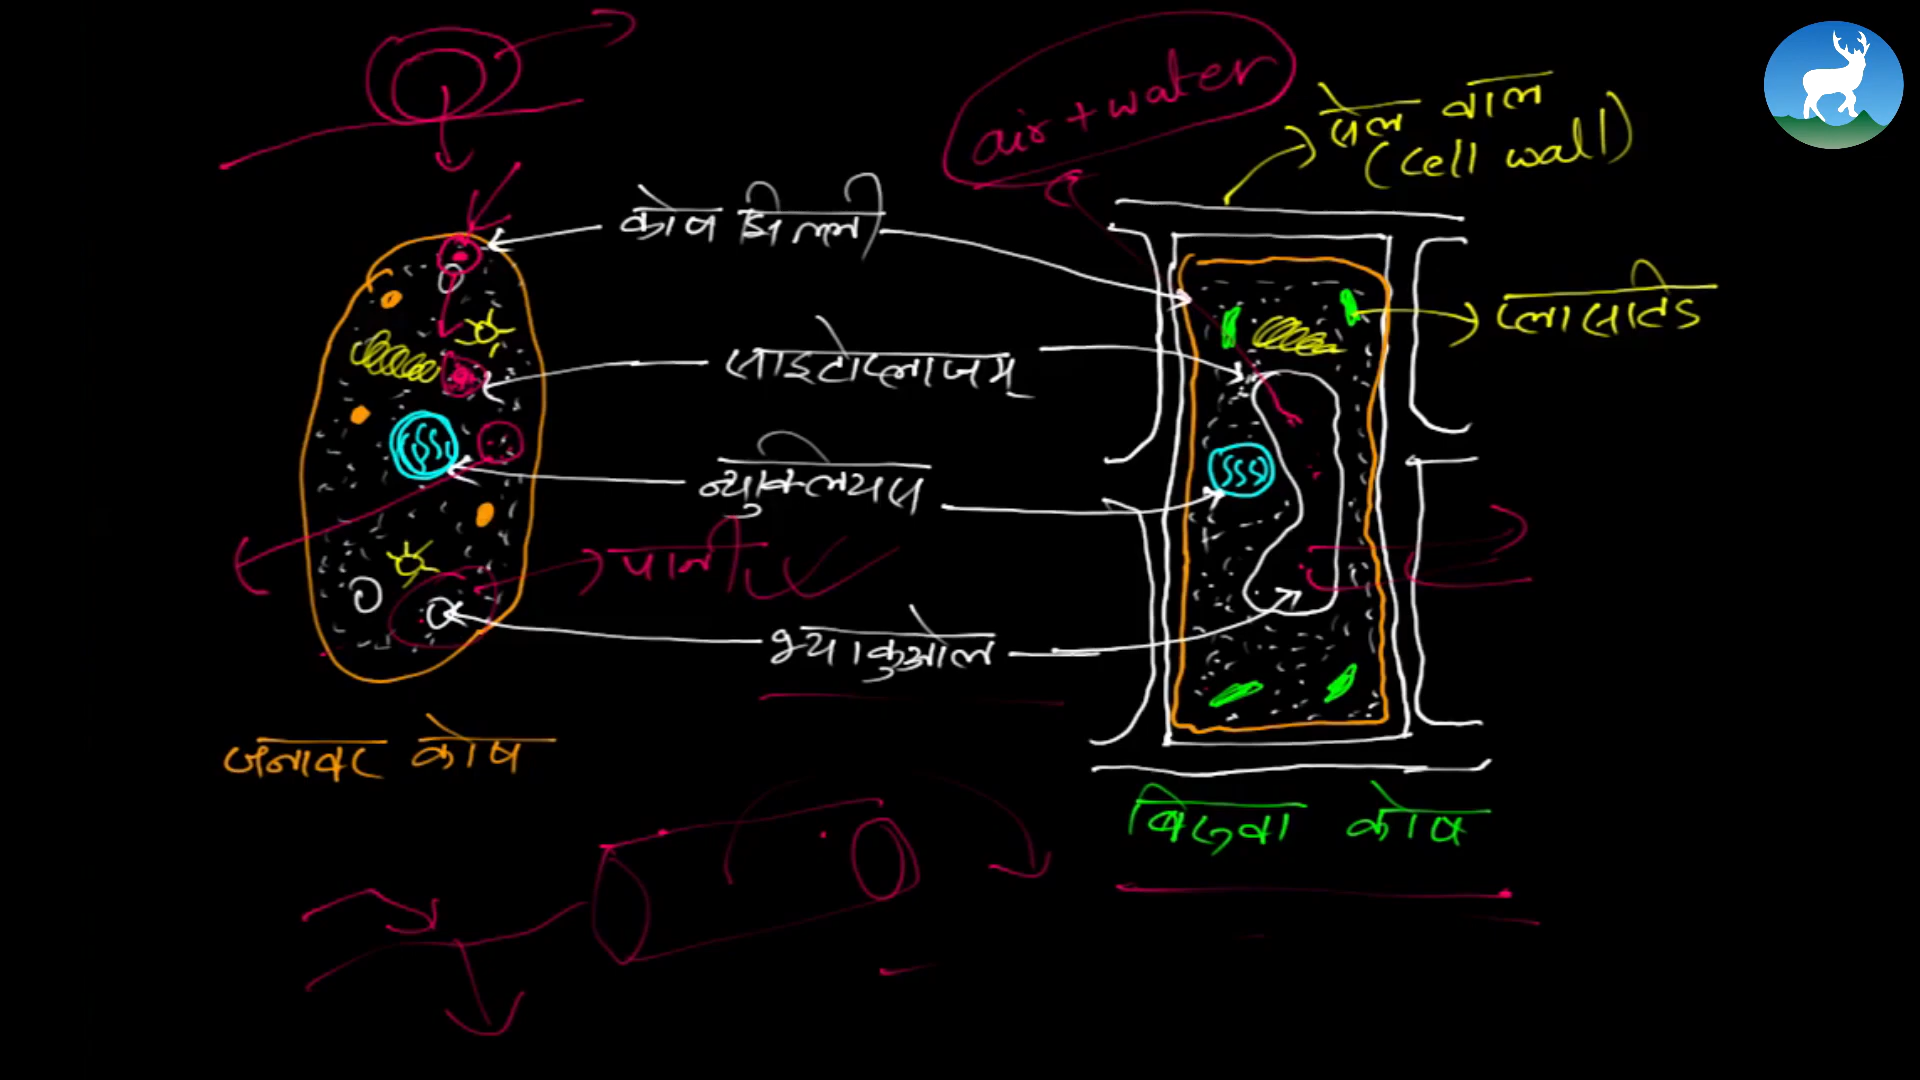 air + water
सेल वाल
(cell wall)
कोष झिल्ली
प्लास्टिड
साइटोप्लाजम्
न्युक्लियस
पानी
भ्याकुओल
जनावर कोष
बिरुवा कोष